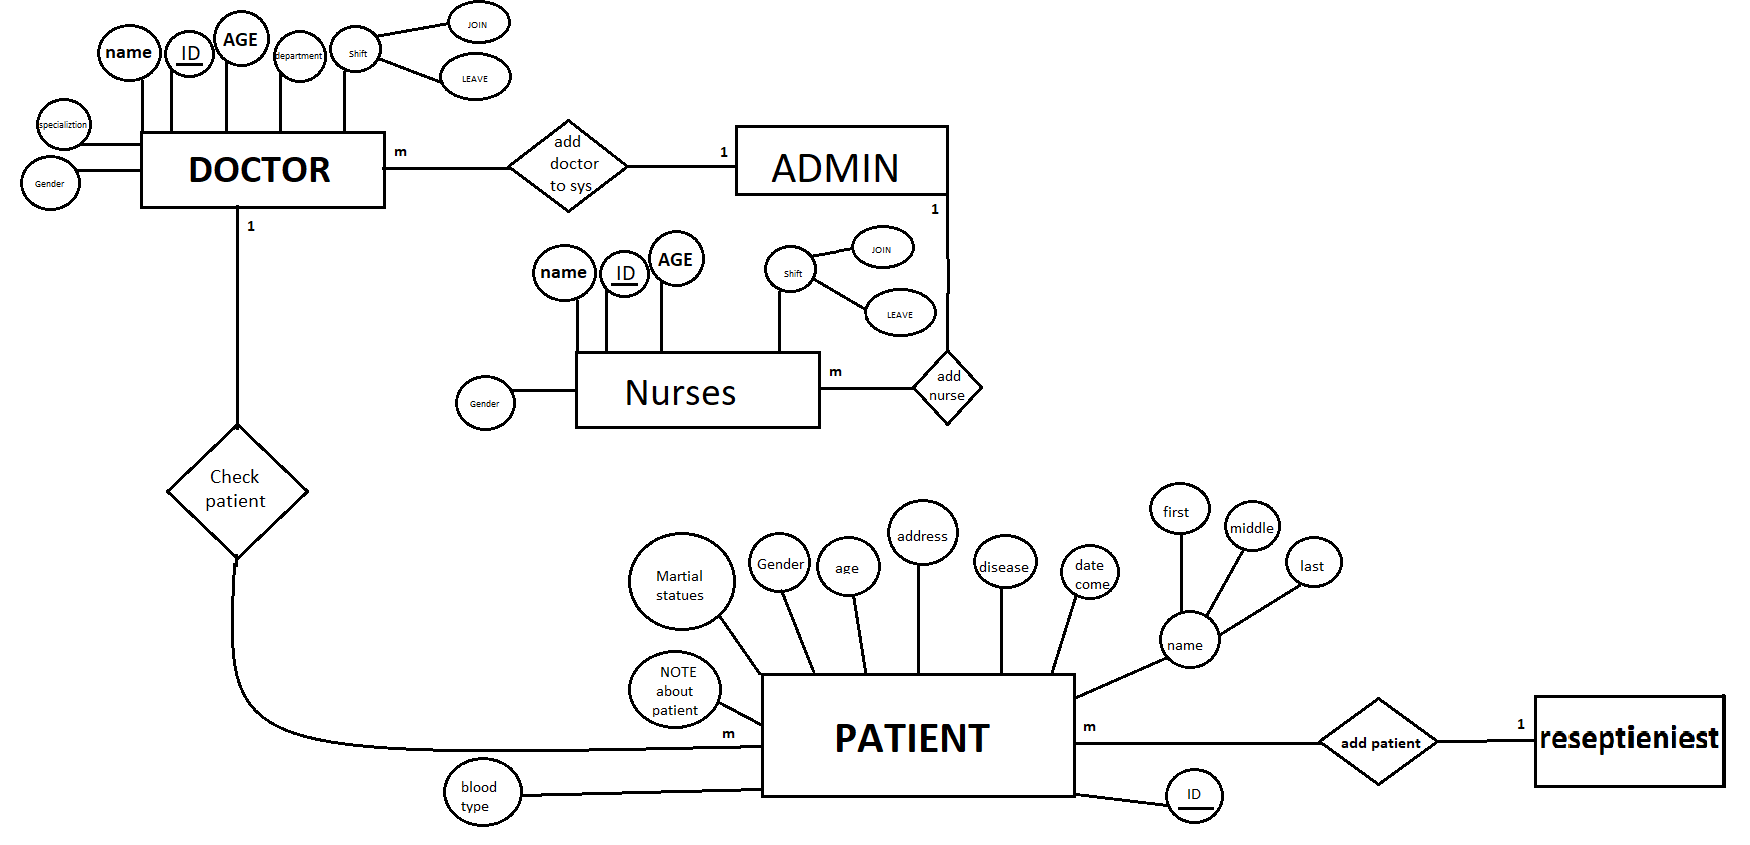 JOIN
name
ID
AGE
department
Shift
LEAVE
specializtion
Gender
DOCTOR
m
add
doctor
to sys
1
ADMIN
1
1
name
ID
AGE
Shift
JOIN
LEAVE
Gender
Nurses
m
add
nurse
Check
patient
Martial
statues
Gender
age
address
disease
date
come
first
middle
last
name
NOTE
about
patient
m
PATIENT
m
add patient
1
reseptieniest
blood
type
ID